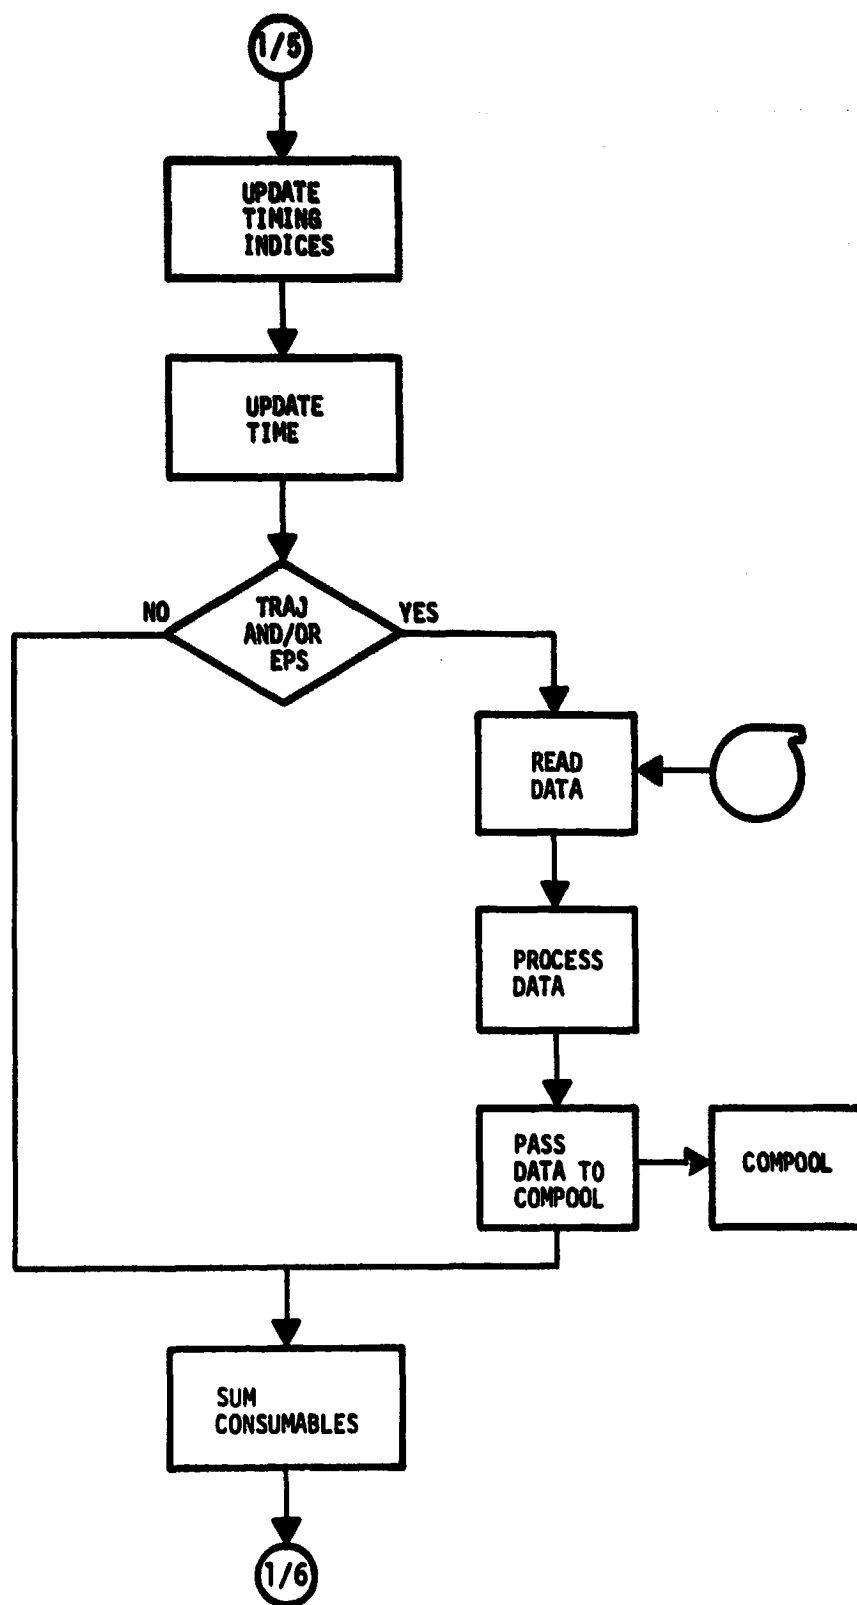 1/5
UPDATE
TIMING
INDICES
UPDATE
TIME
NO
TRAJ
AND/OR
EPS
YES
READ
DATA
PROCESS
DATA
PASS
DATA TO
COMPOOL
COMPOOL
SUM
CONSUMABLES
1/6